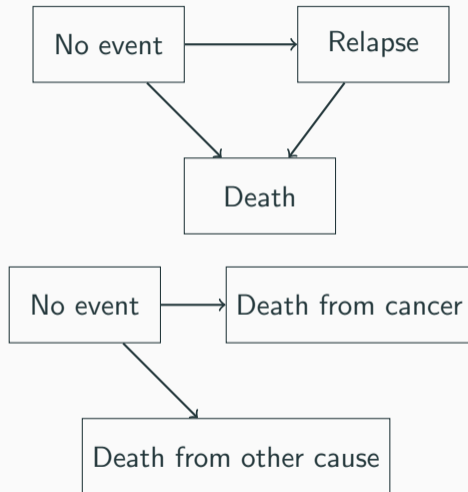 No event
Relapse
Death
No event
Death from cancer
Death from other cause